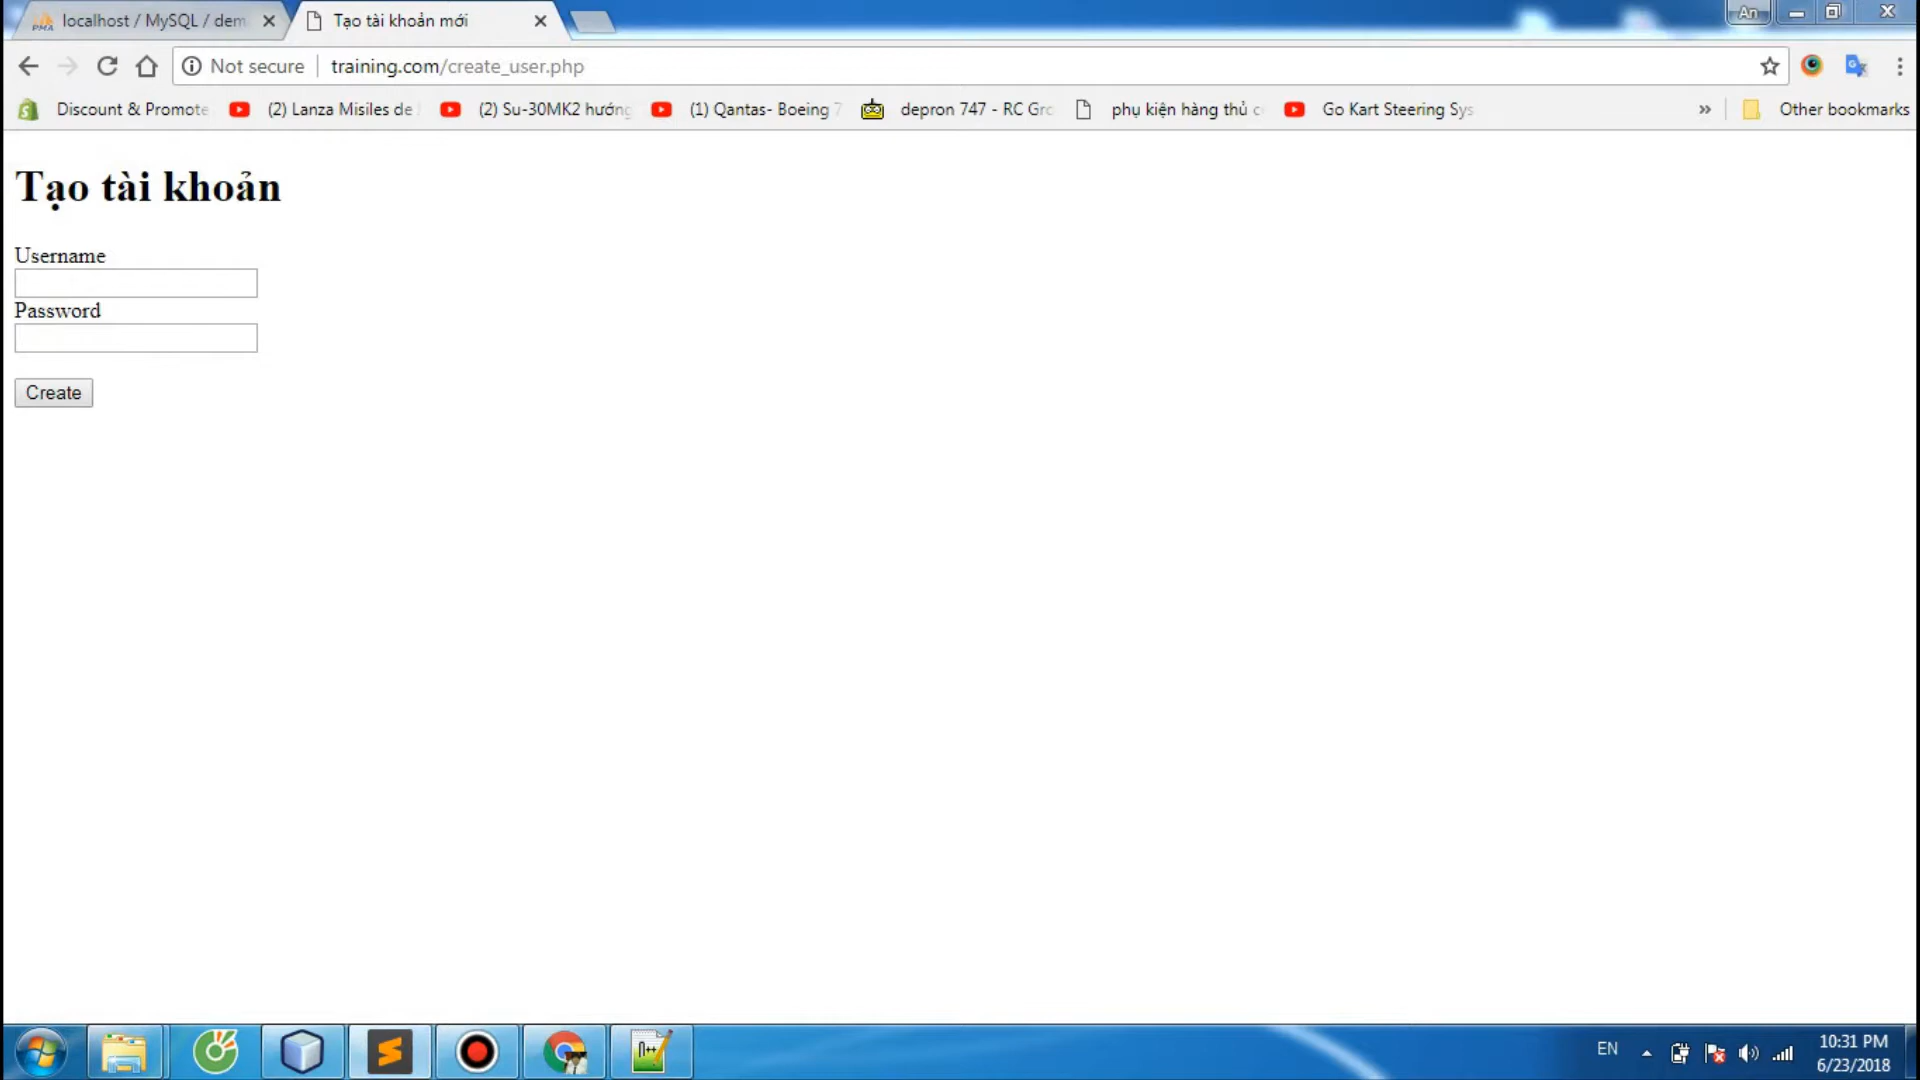 localhost / MySQL / dem
Tạo tài khoản mới
An
Not secure training.com/create_user.php
Discount & Promote (2) Lanza Misiles de (2) Su-30MK2 hướng (1) Qantas- Boeing 7 depron 747 - RC Gro phụ kiện hàng thủ c Go Kart Steering Sys » Other bookmarks
Tạo tài khoản
Username
Password
Create
EN
10:31 PM
6/23/2018